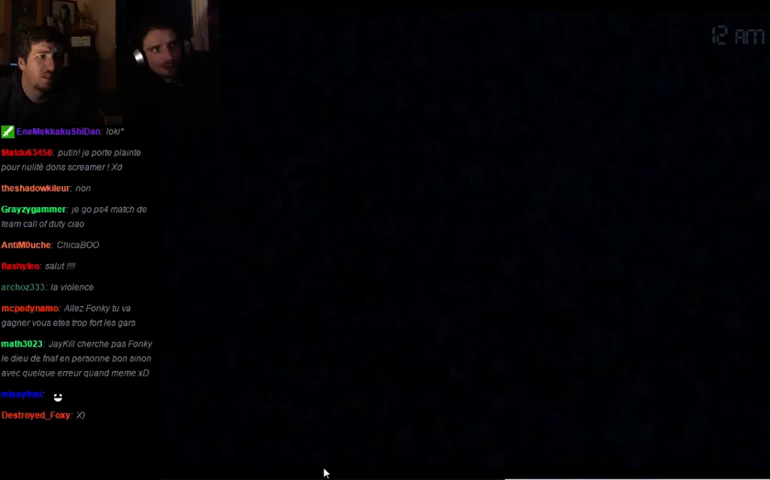 12 AM
EnoMekkakuShiDan: loki*
Maldu63450: putin! je porte plainte
pour nulité dons screamer ! Xd
theshadowkileur: non
Grayzygammer: je go ps4 match de
team call of duty ciao
AntiM0uche: ChicaBOO
flashyleo: salut !!!!
archoz333: la violence
mcpedynamo: Allez Fonky tu va
gagner vous etes trop fort les gars
math3023: JayKill cherche pas Fonky
le dieu de fnaf en personne bon sinon
avec quelque erreur quand meme xD
Destroyed_Foxy: X)